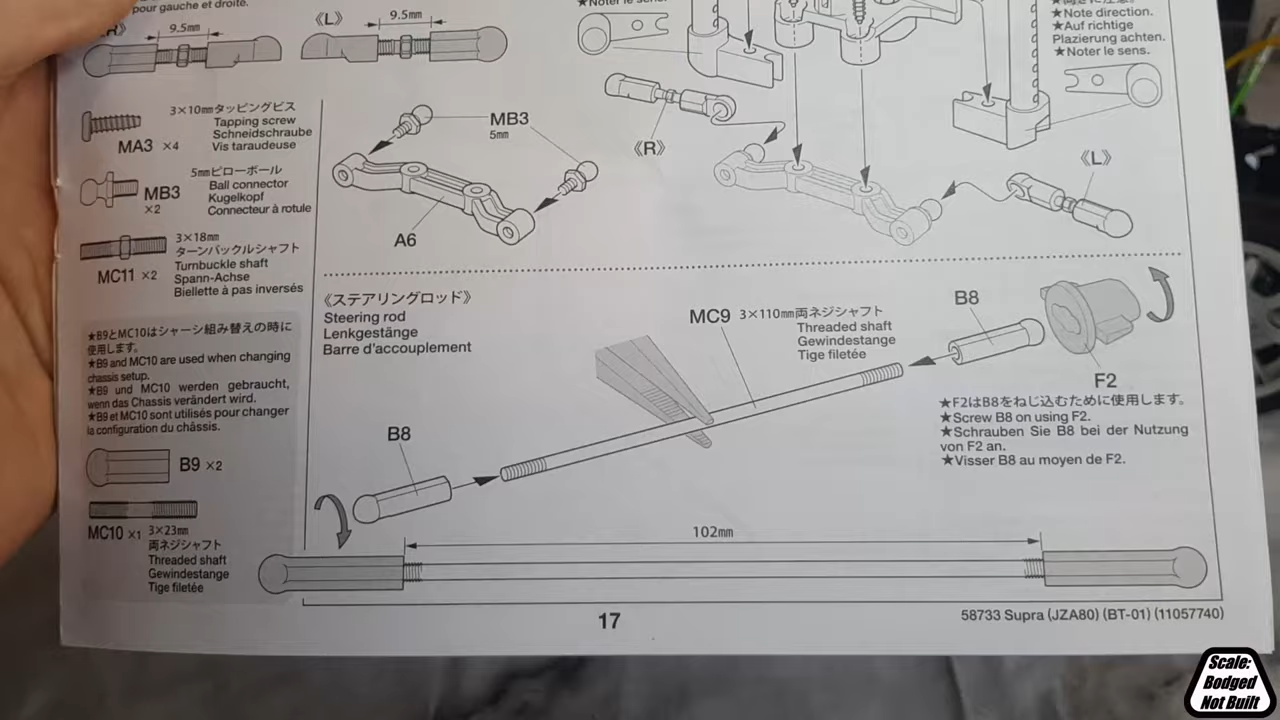 pour gauche et droite.
9.5mm
《L》
9.5mm
★Noter le sens.
★Note direction.
★Auf richtige
Plazierung achten.
★Noter le sens.
3×10mmタッピングビス
Tapping screw
Schneidschraube
Vis taraudeuse
MA3 ×4
5mmピローボール
Ball connector
Kugelkopf
Connecteur à rotule
MB3
×2
3×18mm
ターンバックルシャフト
Turnbuckle shaft
Spann-Achse
Biellette à pas inversés
MC11 ×2
MB3
5mm
A6
《R》
《L》
★B9とMC10はシャーシ組み替えの時に
使用します。
★B9 and MC10 are used when changing
chassis setup.
★B9 und MC10 werden gebraucht,
wenn das Chassis verändert wird.
★B9 et MC10 sont utilisés pour changer
la configuration du châssis.
B9 ×2
MC10 ×1
3×23mm
両ネジシャフト
Threaded shaft
Gewindestange
Tige filetée
《ステアリングロッド》
Steering rod
Lenkgestänge
Barre d'accouplement
MC9 3×110mm両ネジシャフト
Threaded shaft
Gewindestange
Tige filetée
B8
F2
★F2はB8をねじ込むために使用します。
★Screw B8 on using F2.
★Schrauben Sie B8 bei der Nutzung
von F2 an.
★Visser B8 au moyen de F2.
B8
102mm
17
58733 Supra (JZA80) (BT-01) (11057740)
Scale:
Bodged
Not Built